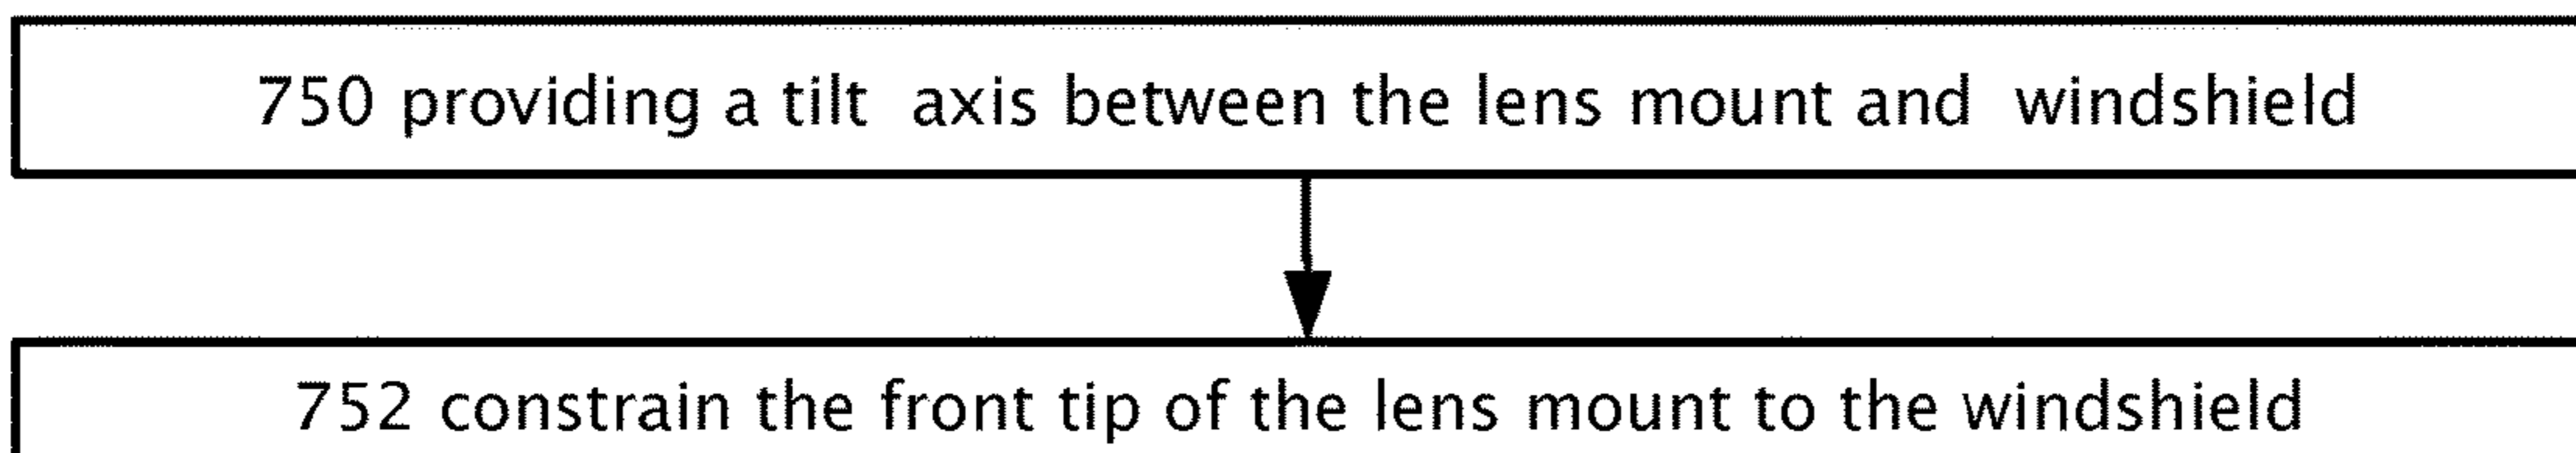 750 providing a tilt axis between the lens mount and windshield
752 constrain the front tip of the lens mount to the windshield